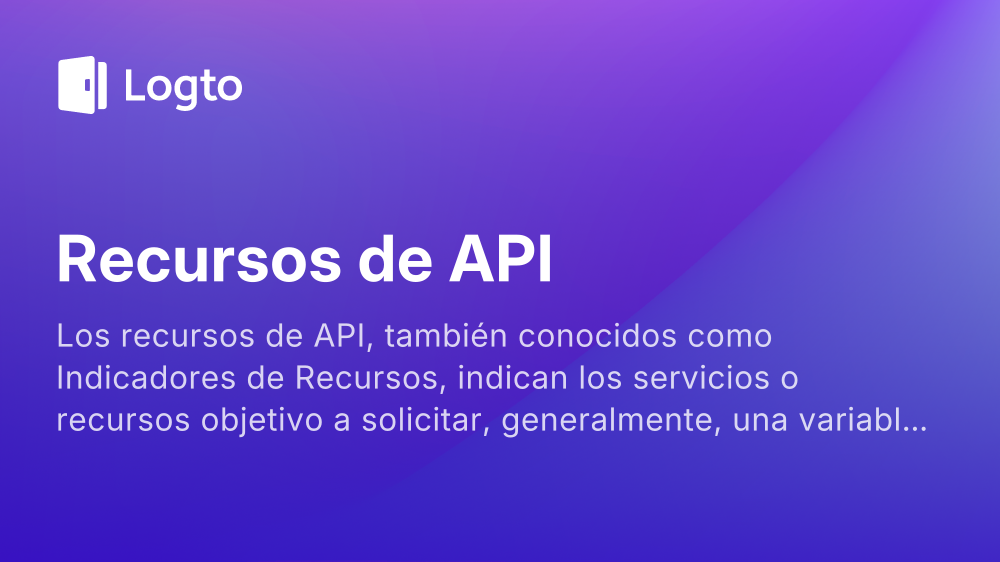 Logto
Recursos de API
Los recursos de API, también conocidos como
Indicadores de Recursos, indican los servicios o
recursos objetivo a solicitar, generalmente, una variabl...